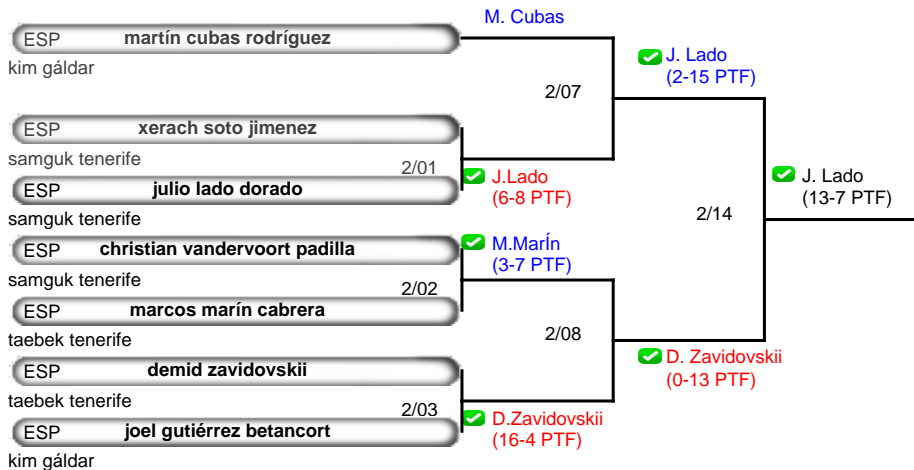 M. Cubas
ESP martín cubas rodríguez
kim gáldar
J. Lado
(2-15 PTF)
2/07
ESP xerach soto jimenez
samguk tenerife
2/01
ESP julio lado dorado
samguk tenerife
J.Lado
(6-8 PTF)
J. Lado
(13-7 PTF)
2/14
ESP christian vandervoort padilla
samguk tenerife
M.MarÍn
(3-7 PTF)
2/02
ESP marcos marín cabrera
taebek tenerife
2/08
ESP demid zavidovskii
taebek tenerife
D. Zavidovskii
(0-13 PTF)
2/03
ESP joel gutiérrez betancort
kim gáldar
D.Zavidovskii
(16-4 PTF)